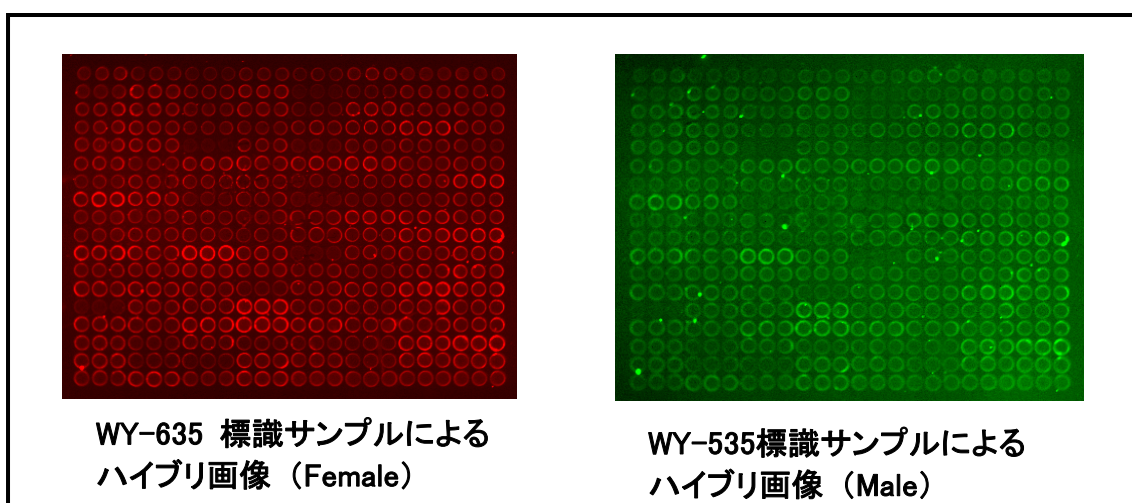 WY-635 標識サンプルによる
ハイブリ画像 (Female)
WY-535標識サンプルによる
ハイブリ画像 (Male)